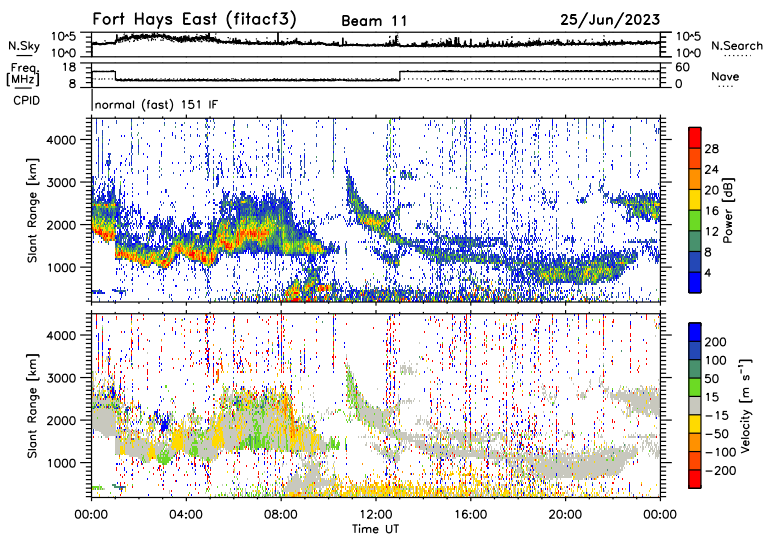 Fort Hays East (fitacf3) Beam 11 25/Jun/2023
N.Sky 10^5 10^0 10^5 10^0 N.Search
Freq. [MHz] 18 8 60 0 Nave
CPID normal (fast) 151 IF
Slant Range [km] 4000 3000 2000 1000
28 24 20 16 12 8 4 Power [dB]
Slant Range [km] 4000 3000 2000 1000
200 100 50 15 -15 -50 -100 -200 Velocity [m s^-1]
00:00 04:00 08:00 12:00 16:00 20:00 00:00
Time UT